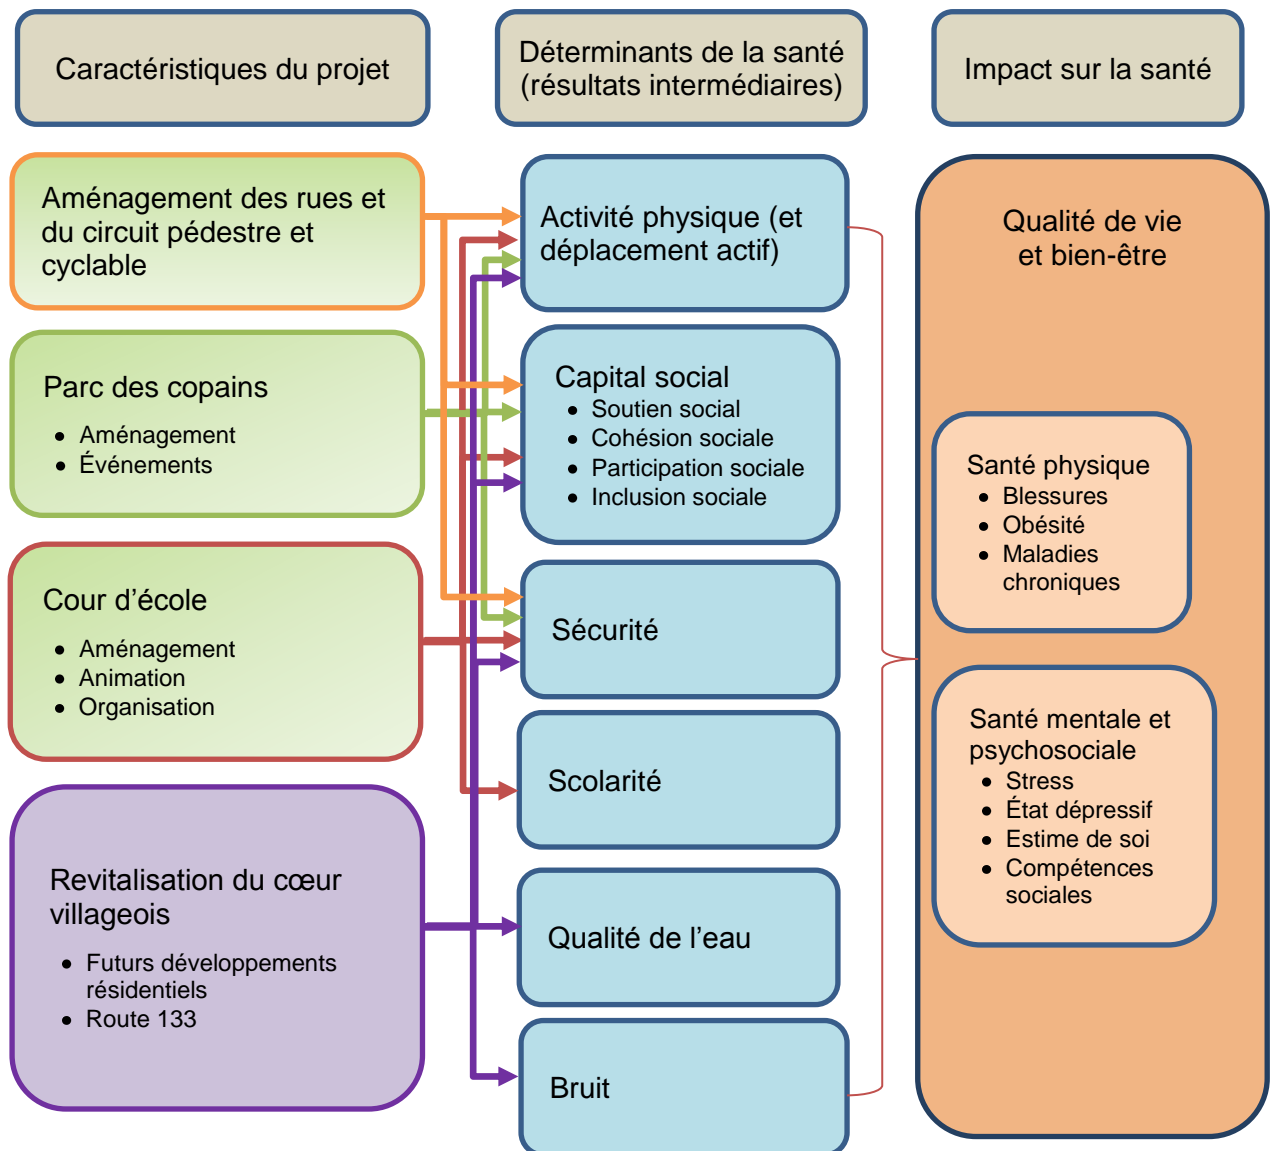 Caractéristiques du projet
Déterminants de la santé
(résultats intermédiaires)
Impact sur la santé
Aménagement des rues et
du circuit pédestre et
cyclable
Parc des copains
• Aménagement
• Événements
Cour d’école
• Aménagement
• Animation
• Organisation
Revitalisation du cœur
villageois
• Futurs développements
résidentiels
• Route 133
Activité physique (et
déplacement actif)
Capital social
• Soutien social
• Cohésion sociale
• Participation sociale
• Inclusion sociale
Sécurité
Scolarité
Qualité de l’eau
Bruit
Qualité de vie
et bien-être
Santé physique
• Blessures
• Obésité
• Maladies
chroniques
Santé mentale et
psychosociale
• Stress
• État dépressif
• Estime de soi
• Compétences
sociales